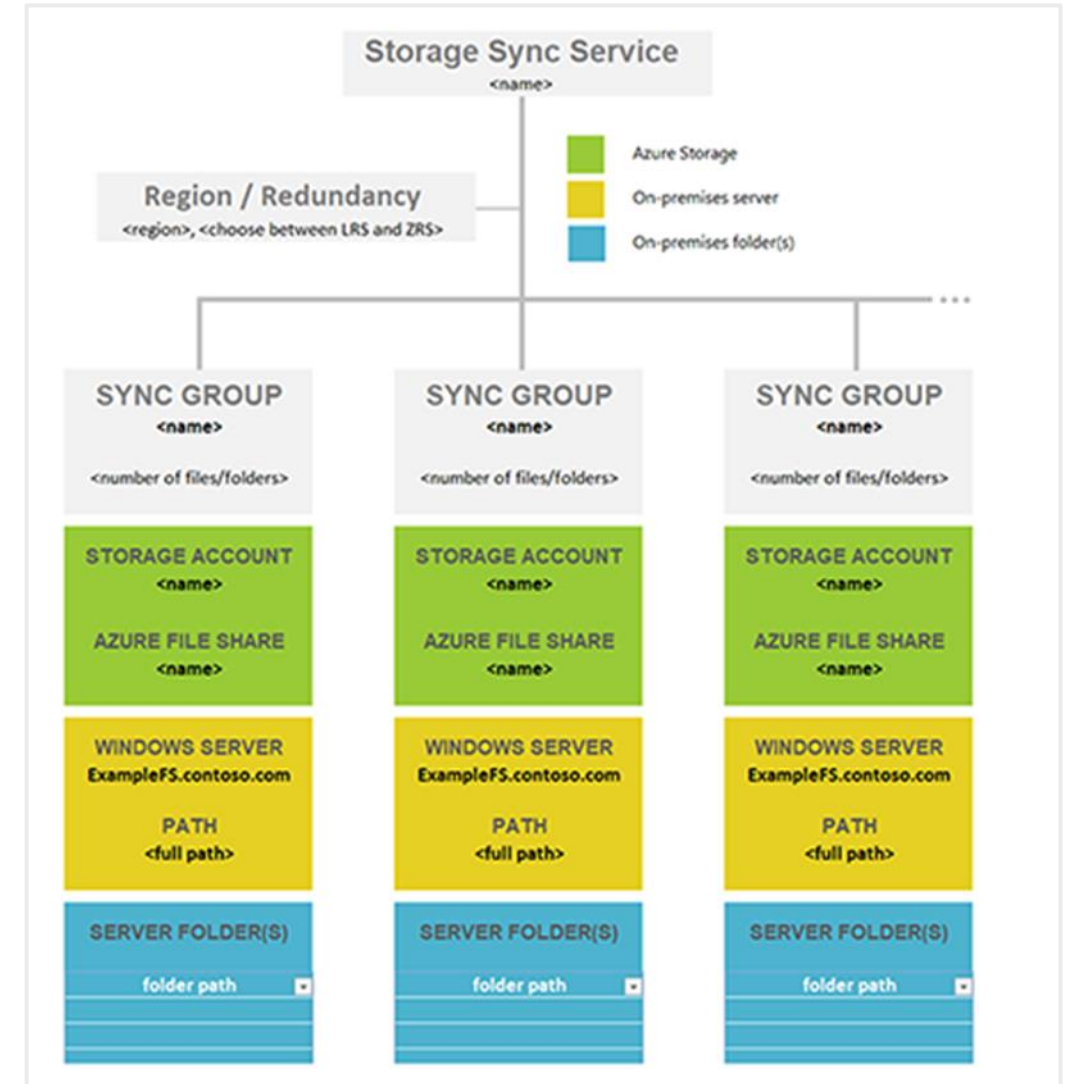 Storage Sync Service
<name>
Azure Storage
Region / Redundancy
On-premises server
<region>, <choose between LRS and ZRS>
On-premises folder(s)
SYNC GROUP
<name>
<number of files/folders>
STORAGE ACCOUNT
<name>
AZURE FILE SHARE
<name>
WINDOWS SERVER
ExampleFS.contoso.com
PATH
<full path>
SERVER FOLDER(S)
folder path
SYNC GROUP
<name>
<number of files/folders>
STORAGE ACCOUNT
<name>
AZURE FILE SHARE
<name>
WINDOWS SERVER
ExampleFS.contoso.com
PATH
<full path>
SERVER FOLDER(S)
folder path
SYNC GROUP
<name>
<number of files/folders>
STORAGE ACCOUNT
<name>
AZURE FILE SHARE
<name>
WINDOWS SERVER
ExampleFS.contoso.com
PATH
<full path>
SERVER FOLDER(S)
folder path